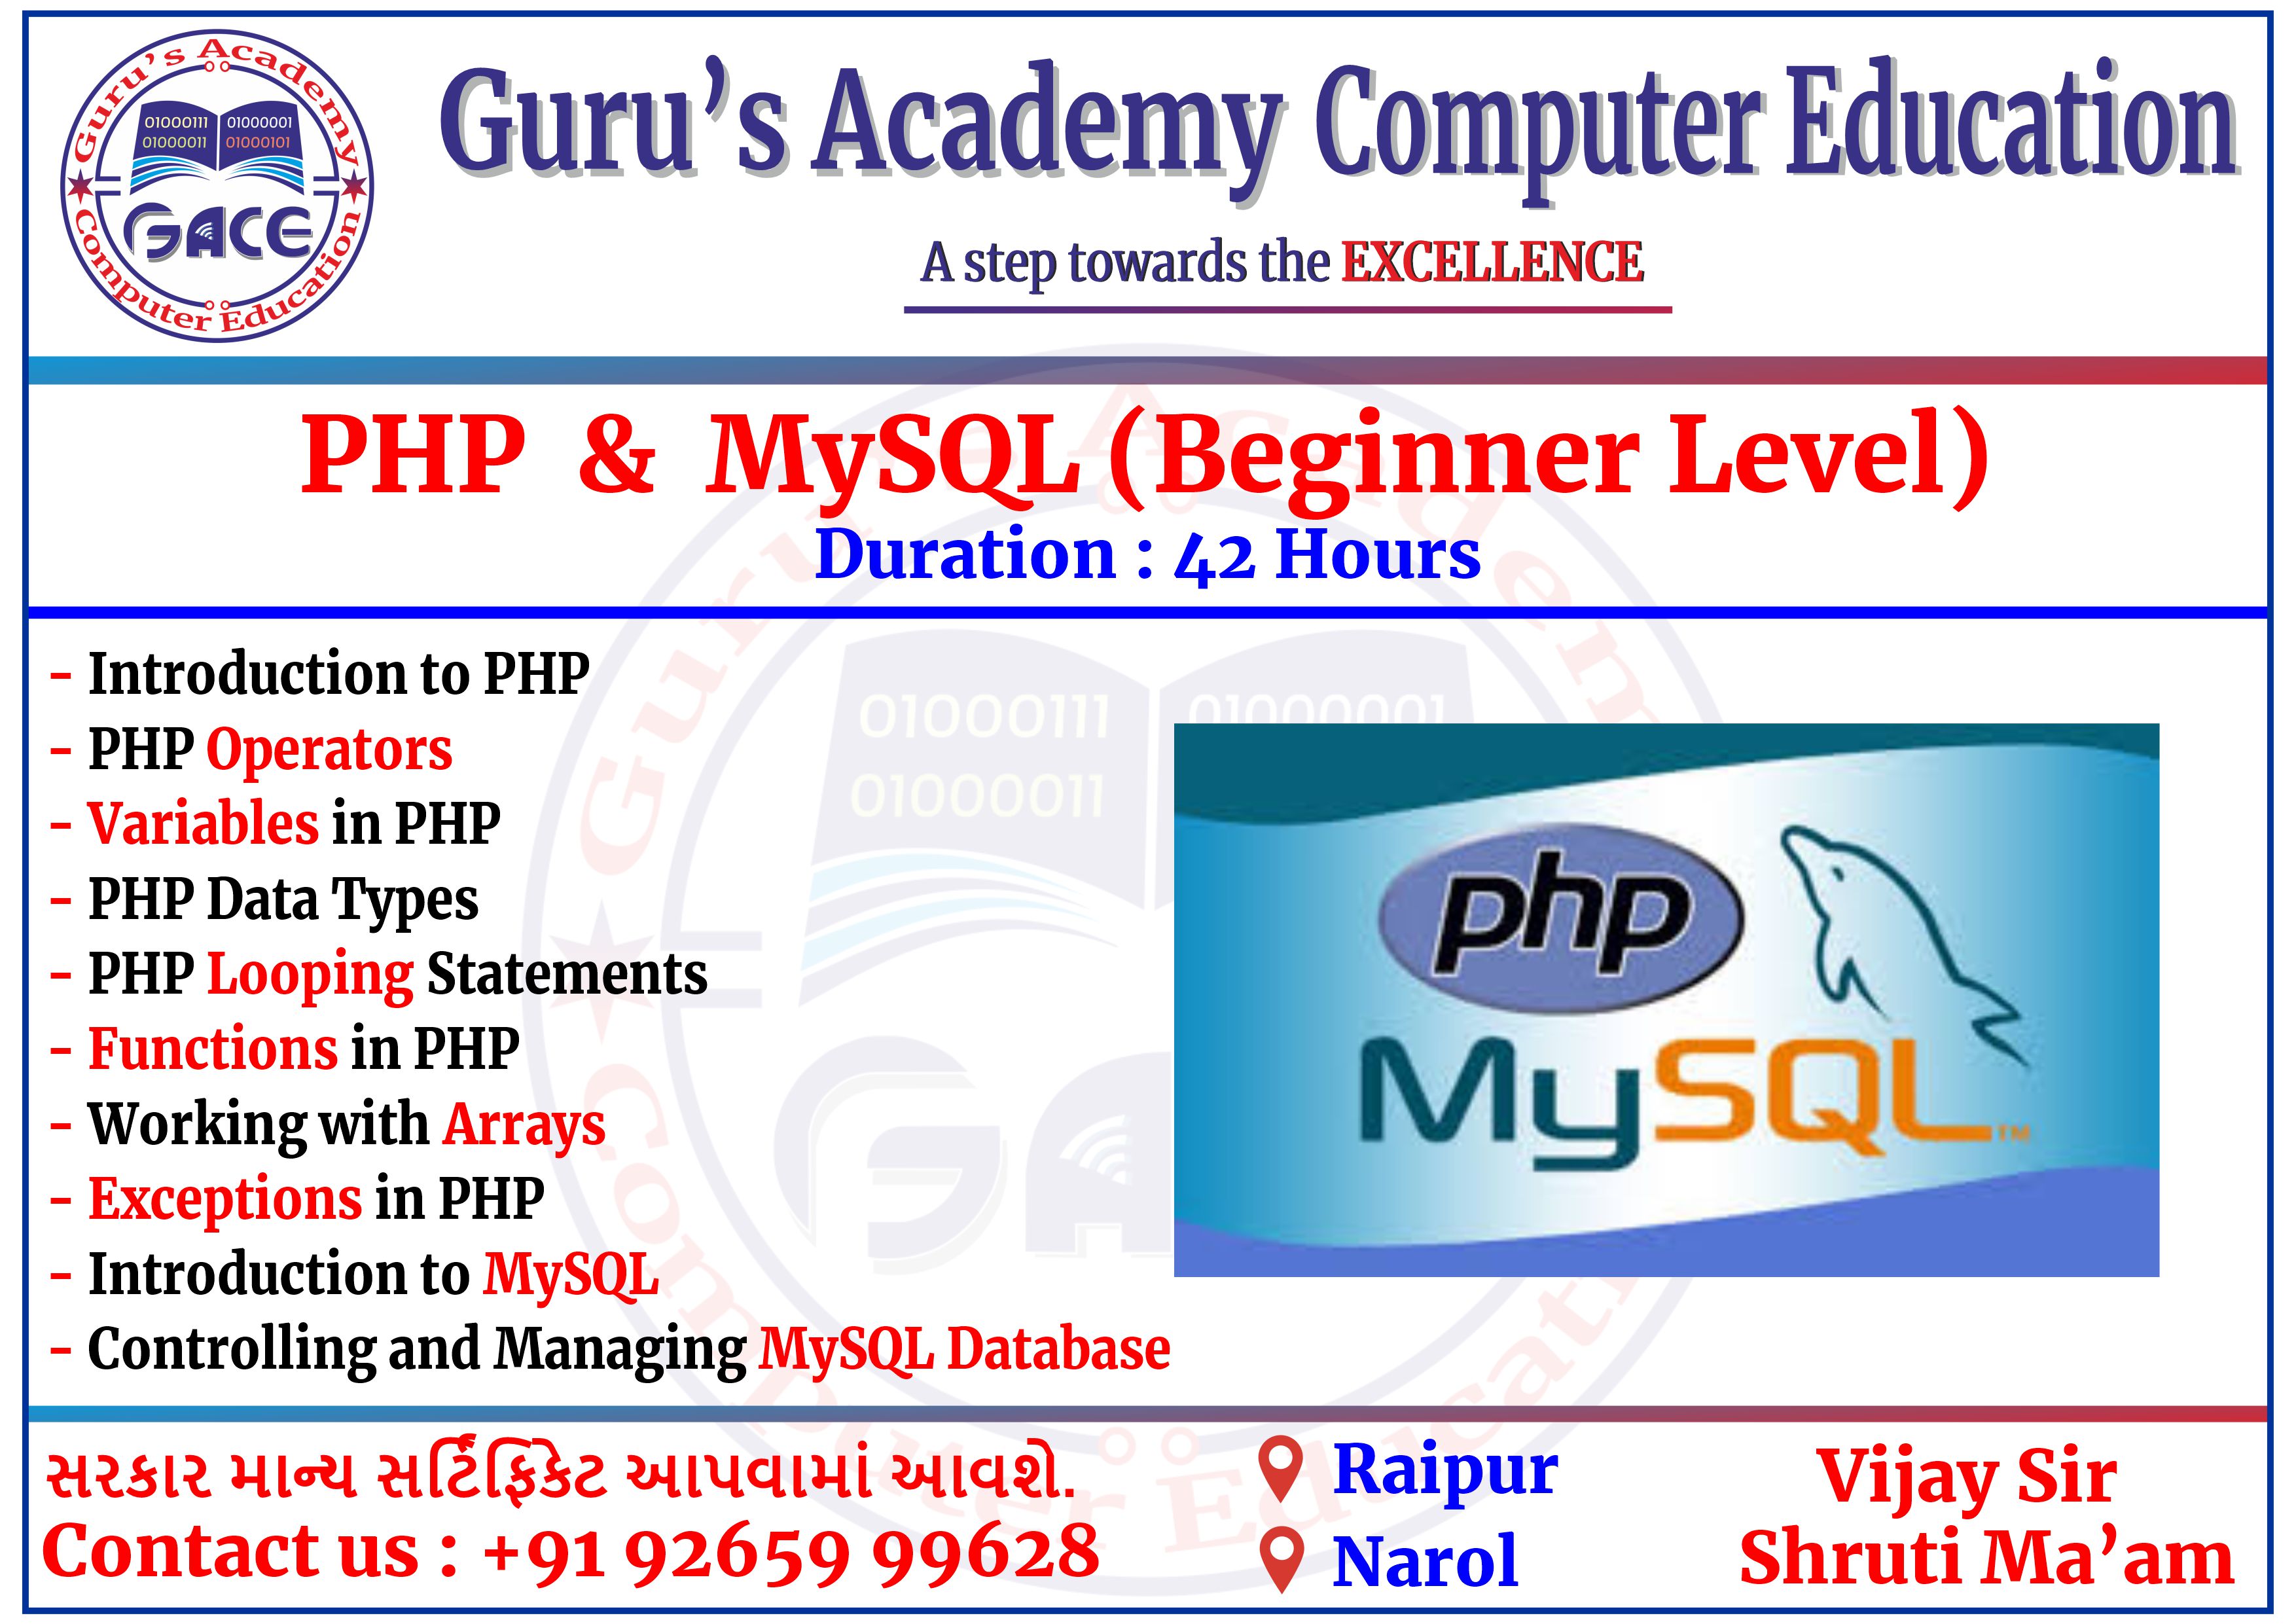 Guru's Academy
01000111 01000001
01000011 01000101
GACE
Computer Education
Guru's Academy Computer Education
A step towards the EXCELLENCE
PHP & MySQL (Beginner Level)
Duration : 42 Hours
- Introduction to PHP
- PHP Operators
- Variables in PHP
- PHP Data Types
- PHP Looping Statements
- Functions in PHP
- Working with Arrays
- Exceptions in PHP
- Introduction to MySQL
- Controlling and Managing MySQL Database
php
MySQL™
સરકાર માન્ય સર્ટિફિકેટ આપવામાં આવશે.
Contact us : +91 92659 99628
Raipur
Narol
Vijay Sir
Shruti Ma'am